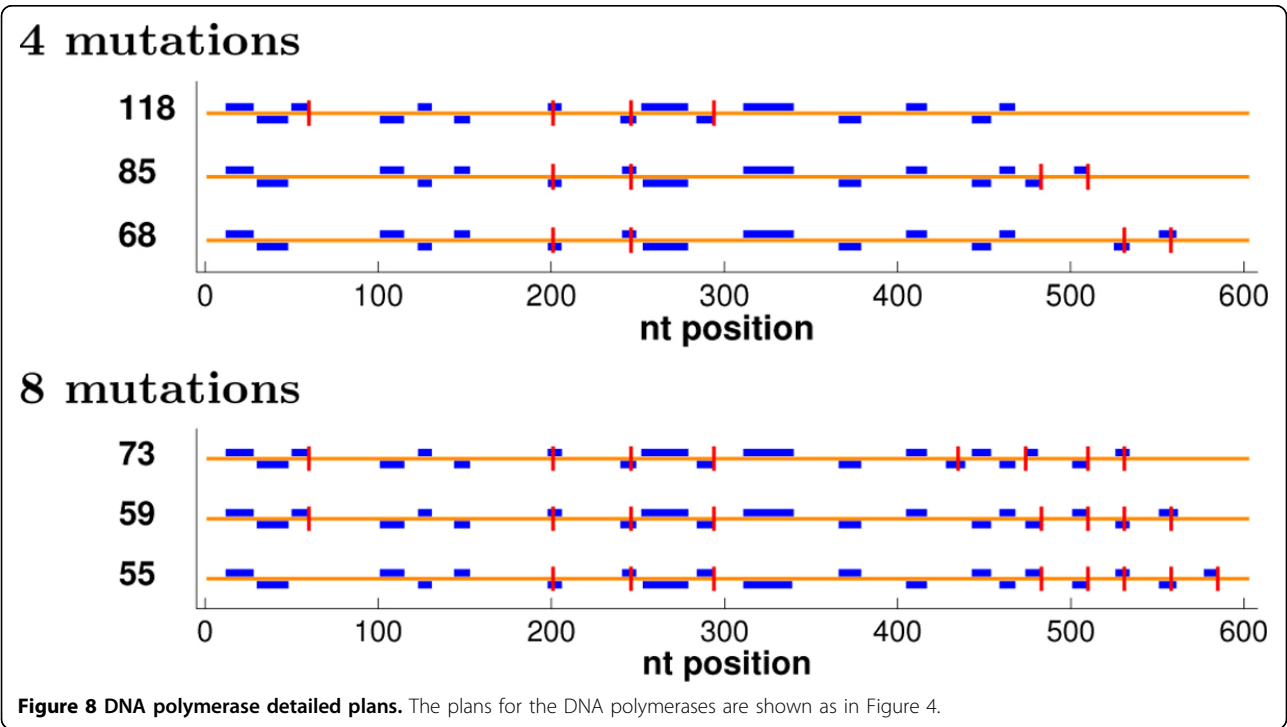 4 mutations
118
85
68
0 100 200 300 400 500 600
nt position
8 mutations
73
59
55
0 100 200 300 400 500 600
nt position
Figure 8 DNA polymerase detailed plans. The plans for the DNA polymerases are shown as in Figure 4.